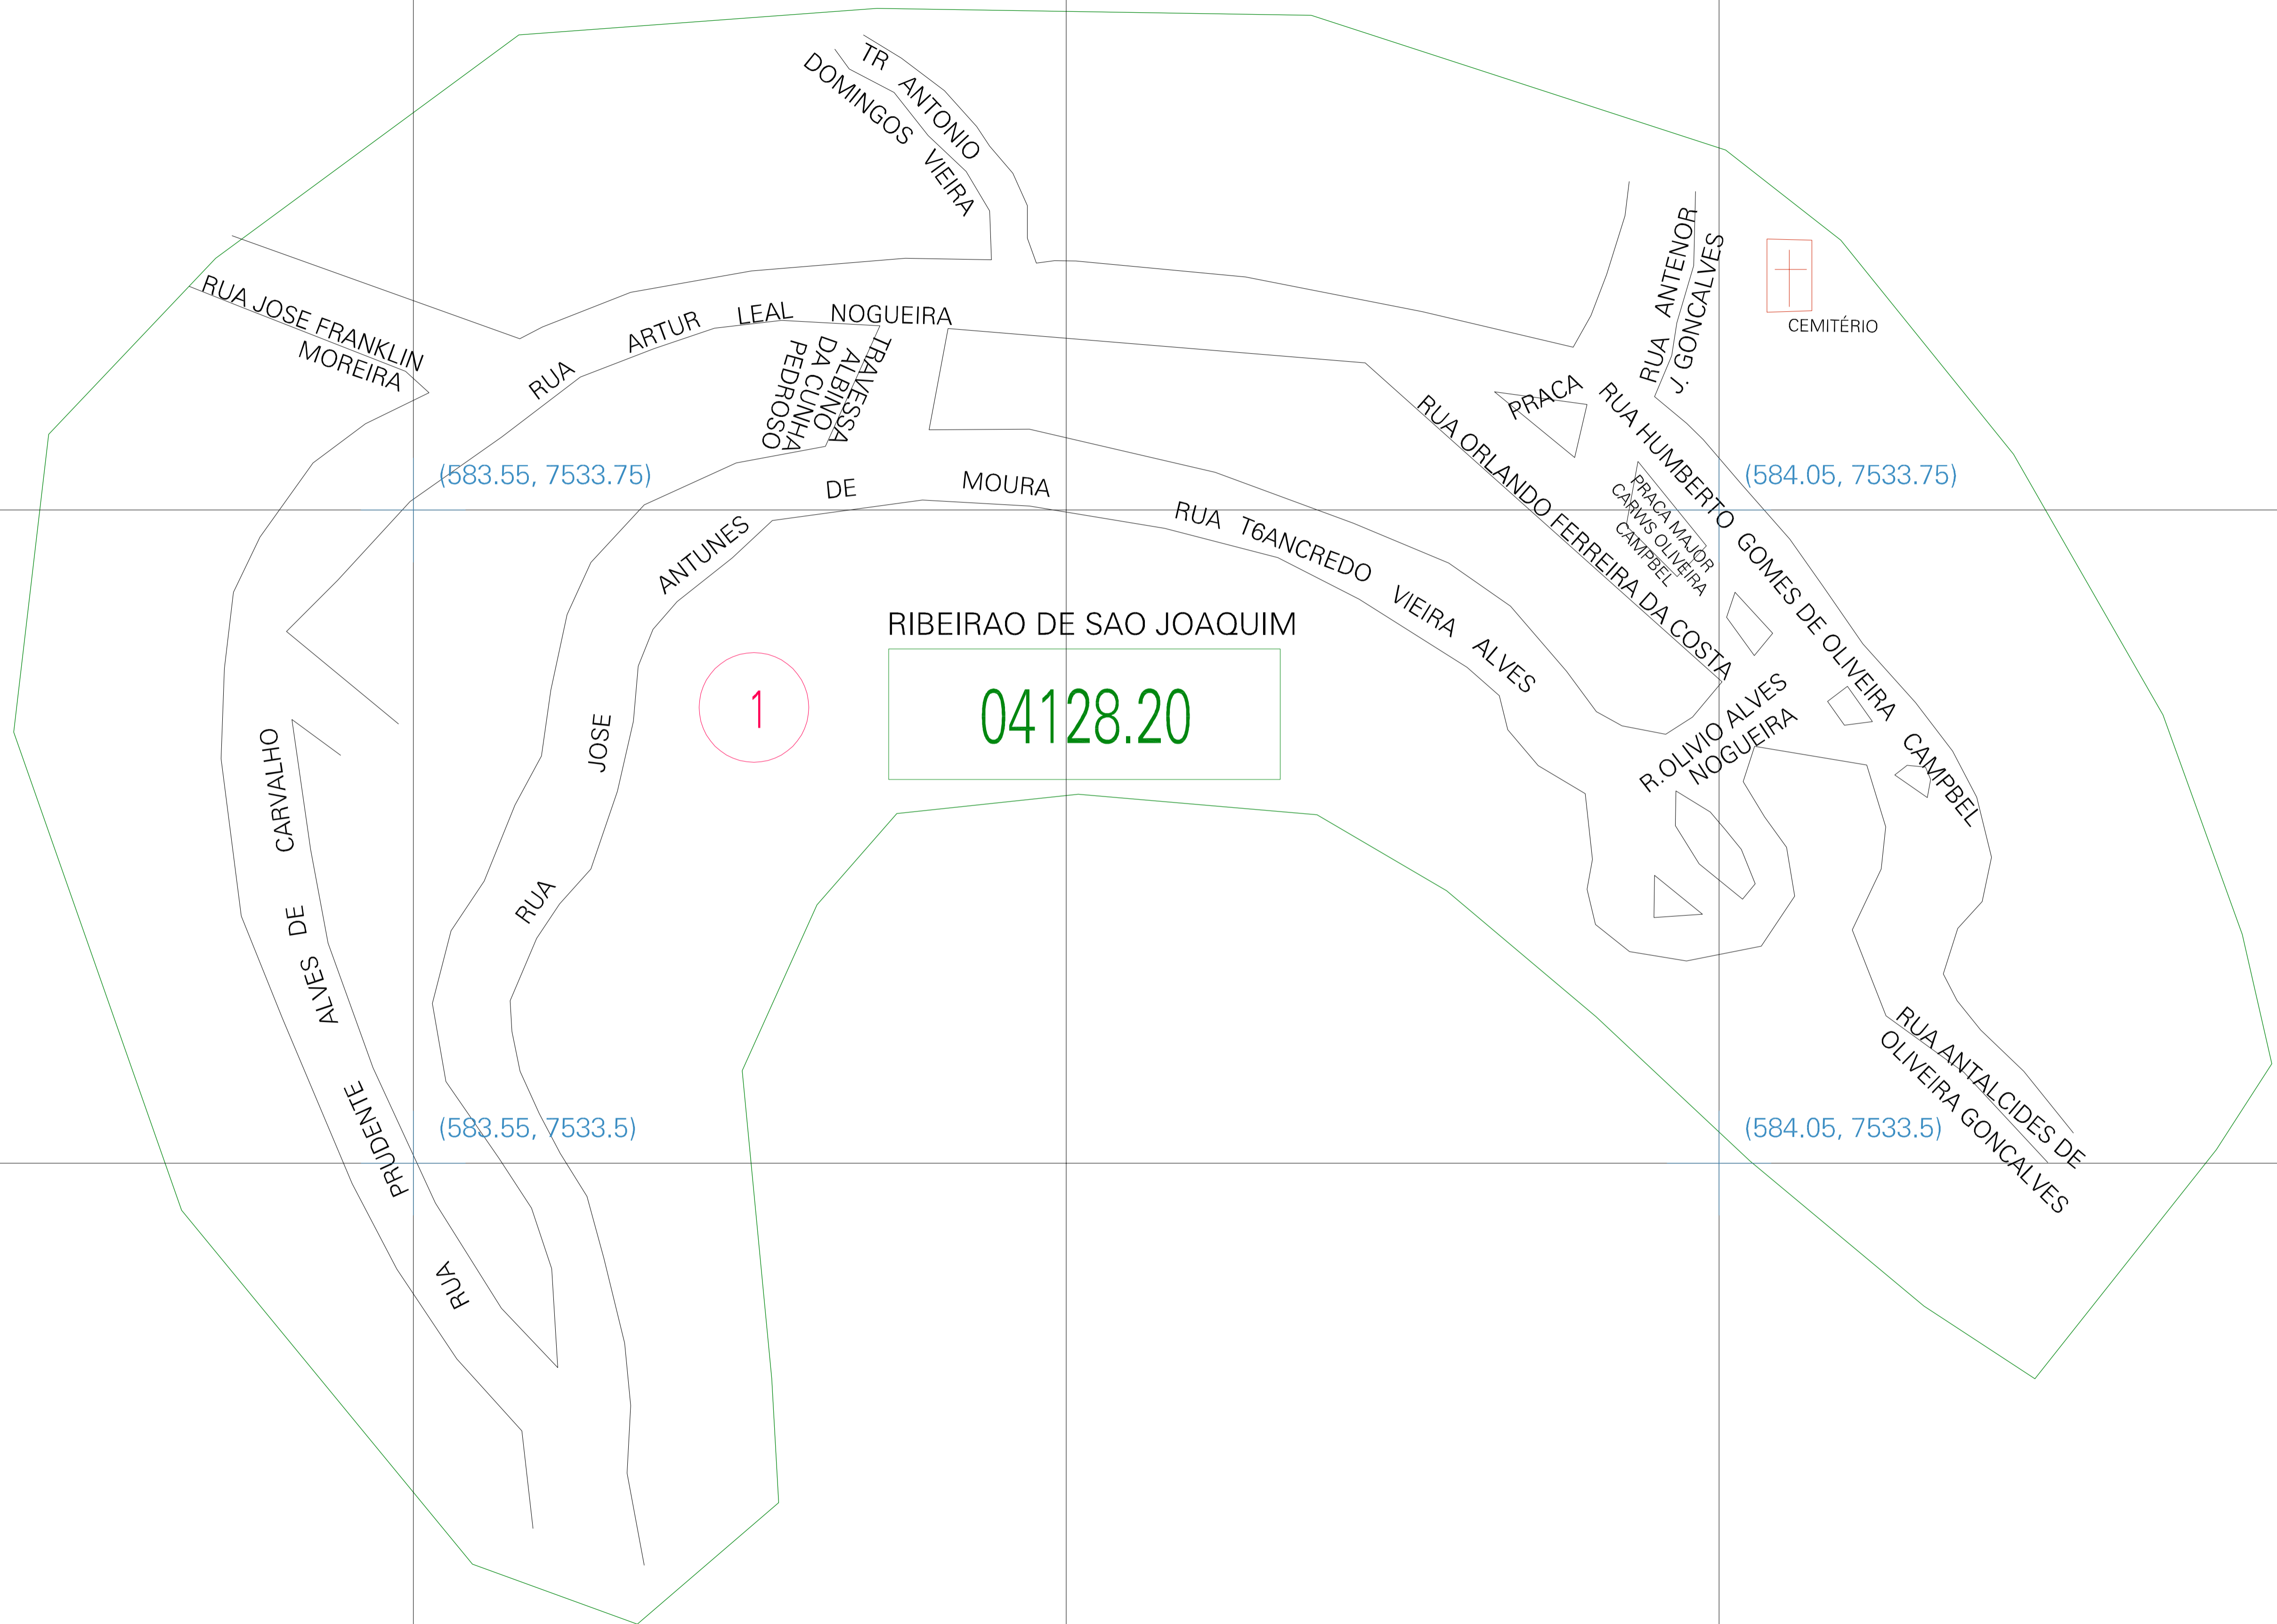 TR ANTONIO
DOMINGOS VIEIRA
RUA ANTENOR
J. GONCALVES
CEMITÉRIO
RUA JOSE FRANKLIN
MOREIRA
RUA ARTUR LEAL NOGUEIRA
TRAVESSA
ALBINO
DA CUNHA
PEDROSO
PRACA
RUA HUMBERTO GOMES DE OLIVEIRA CAMPBEL
RUA ORLANDO FERREIRA DA COSTA
PRACA MAJOR
CARWS OLIVEIRA
CAMPBEL
(583.55, 7533.75)
(584.05, 7533.75)
RUA JOSE ANTUNES DE MOURA
RUA T6ANCREDO VIEIRA ALVES
RIBEIRAO DE SAO JOAQUIM
1
04128.20
R.OLIVIO ALVES
NOGUEIRA
RUA PRUDENTE ALVES DE CARVALHO
RUA ANTALCIDES DE
OLIVEIRA GONCALVES
(583.55, 7533.5)
(584.05, 7533.5)